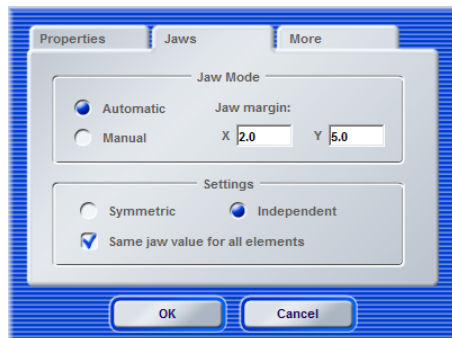 Properties Jaws More
Jaw Mode
Automatic Jaw margin:
Manual X 2.0 Y 5.0
Settings
Symmetric Independent
Same jaw value for all elements
OK Cancel